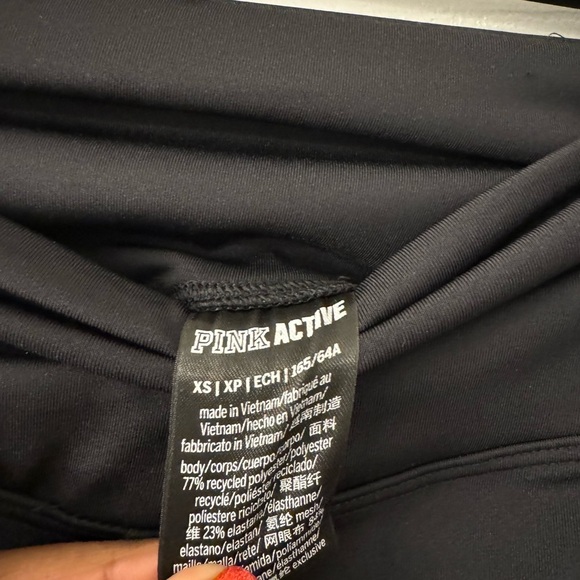 PINK ACTIVE
XS | XP | ECH | 165/64A
made in Vietnam/fabriqué au
Vietnam/hecho en Vietnam/
fabbricato in Vietnam/越南制造
body/corps/cuerpo/corpo/面料
77% recycled polyester/polyester
recyclé/poliéster reciclado/
poliestere riciclato/聚酯纤
维 23% elastane/élasthanne/
elastano/elastan/氨纶 mesh/
maille/malla/rete/网眼布
exclusive